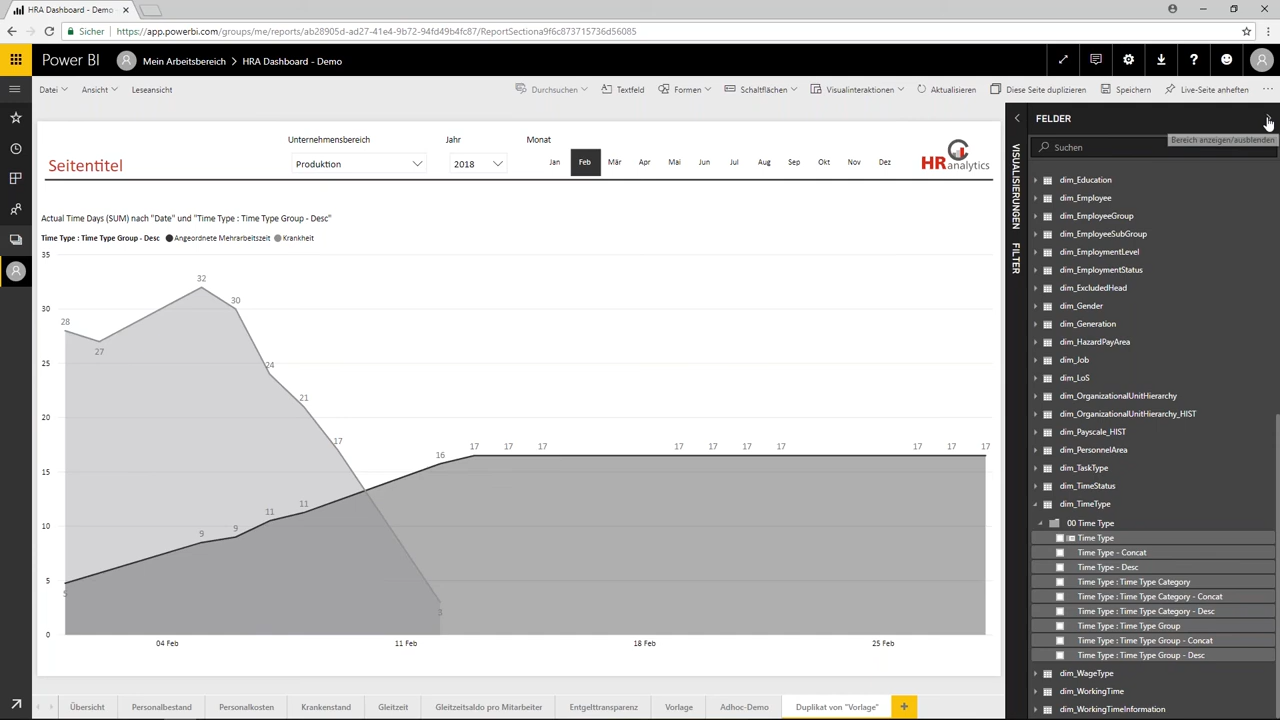 HRA Dashboard - Demo
Sicher https://app.powerbi.com/groups/me/reports/ab28905d-ad27-41e4-9b72-94fd49b4fc87/ReportSectiona9f6c873715736d56085
Power BI Mein Arbeitsbereich > HRA Dashboard - Demo
Datei Ansicht Leseansicht Durchsuchen Textfeld Formen Schaltflächen Visualinteraktionen Aktualisieren Diese Seite duplizieren Speichern Live-Seite anheften ...
Unternehmensbereich Jahr Monat
Seitentitel Produktion 2018 Jan Feb Mär Apr Mai Jun Jul Aug Sep Okt Nov Dez
HRanalytics
Actual Time Days (SUM) nach "Date" und "Time Type : Time Type Group - Desc"
Time Type : Time Type Group - Desc Angeordnete Mehrarbeitszeit Krankheit
35
30
25
20
15
10
5
0
28
27
32
30
24
21
17
3
5
9
9
11
11
16
17
17
17
17
17
17
17
17
17
17
04 Feb
11 Feb
18 Feb
25 Feb
VISUALISIERUNGEN
FILTER
FELDER
Bereich anzeigen/ausblenden
Suchen
dim_Education
dim_Employee
dim_EmployeeGroup
dim_EmployeeSubGroup
dim_EmploymentLevel
dim_EmploymentStatus
dim_ExcludedHead
dim_Gender
dim_Generation
dim_HazardPayArea
dim_Job
dim_LoS
dim_OrganizationalUnitHierarchy
dim_OrganizationalUnitHierarchy_HIST
dim_Payscale_HIST
dim_PersonnelArea
dim_TaskType
dim_TimeStatus
dim_TimeType
00 Time Type
Time Type
Time Type - Concat
Time Type - Desc
Time Type : Time Type Category
Time Type : Time Type Category - Concat
Time Type : Time Type Category - Desc
Time Type : Time Type Group
Time Type : Time Type Group - Concat
Time Type : Time Type Group - Desc
dim_WageType
dim_WorkingTime
dim_WorkingTimeInformation
Übersicht Personalbestand Personalkosten Krankenstand Gleitzeit Gleitzeitsaldo pro Mitarbeiter Entgelttransparenz Vorlage Adhoc-Demo Duplikat von "Vorlage" +